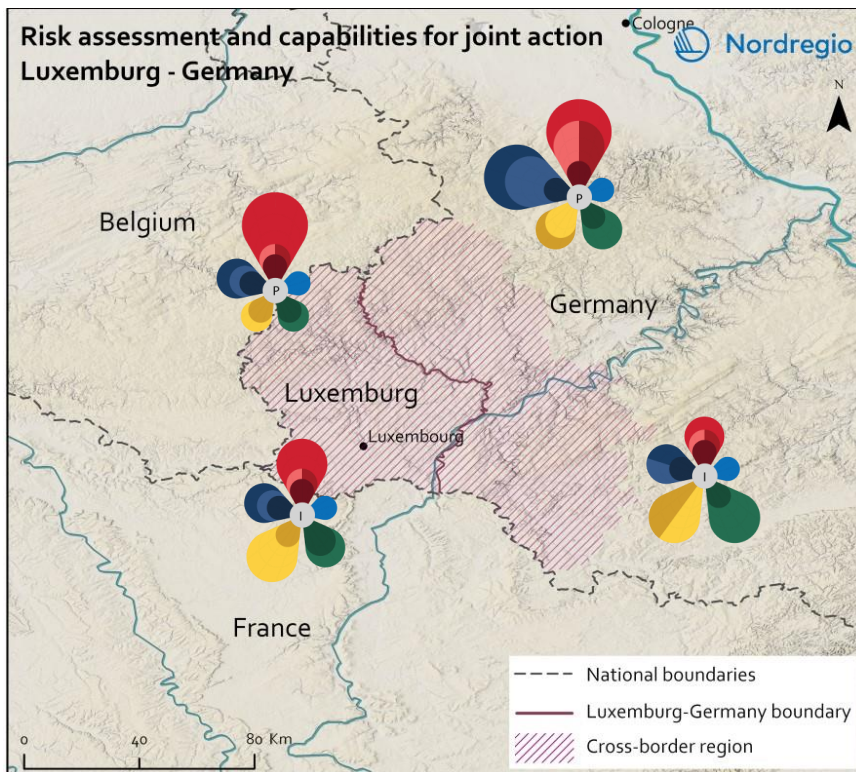 Risk assessment and capabilities for joint action
Luxemburg - Germany
Cologne
Nordregio
N
Belgium
P
P
Germany
Luxemburg
Luxembourg
I
I
France
National boundaries
Luxemburg-Germany boundary
Cross-border region
0 40 80 Km